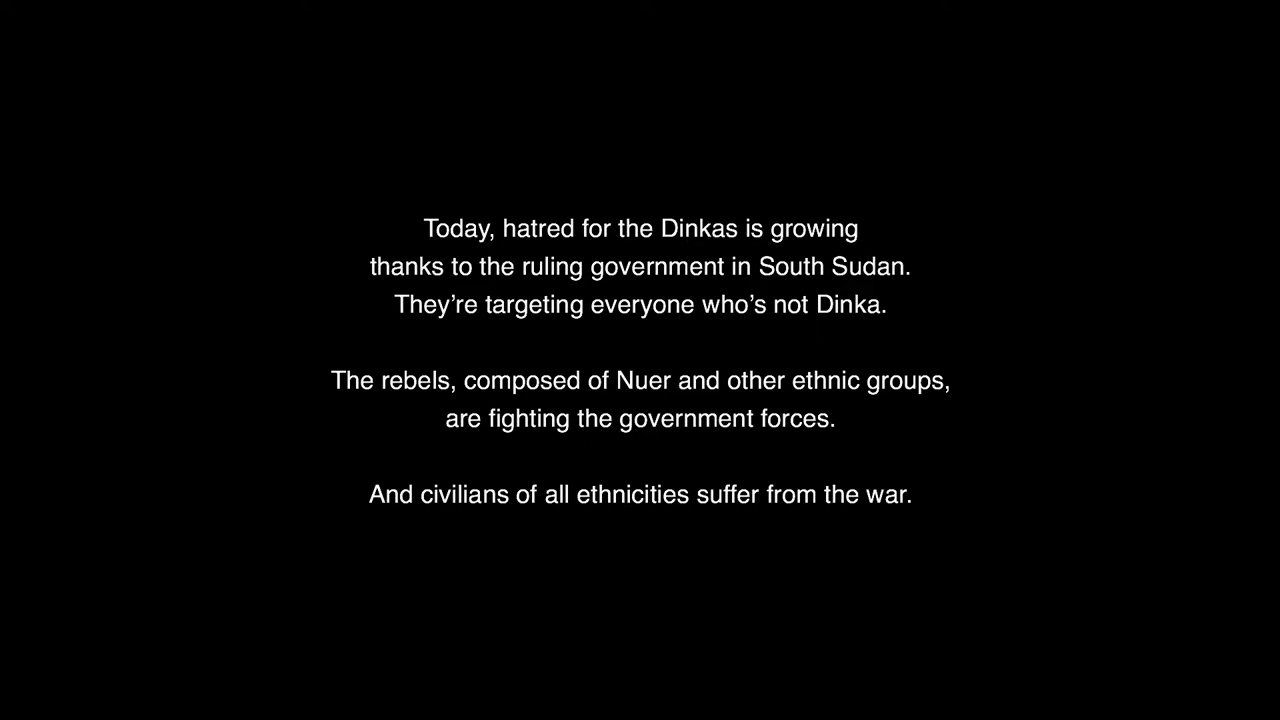 Today, hatred for the Dinkas is growing
thanks to the ruling government in South Sudan.
They’re targeting everyone who’s not Dinka.
The rebels, composed of Nuer and other ethnic groups,
are fighting the government forces.
And civilians of all ethnicities suffer from the war.